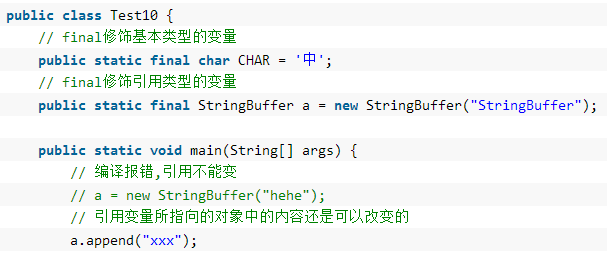 public class Test10 {
// final修饰基本类型的变量
public static final char CHAR = '中';
// final修饰引用类型的变量
public static final StringBuffer a = new StringBuffer("StringBuffer");
public static void main(String[] args) {
// 编译报错,引用不能变
// a = new StringBuffer("hehe");
// 引用变量所指向的对象中的内容还是可以改变的
a.append("xxx");